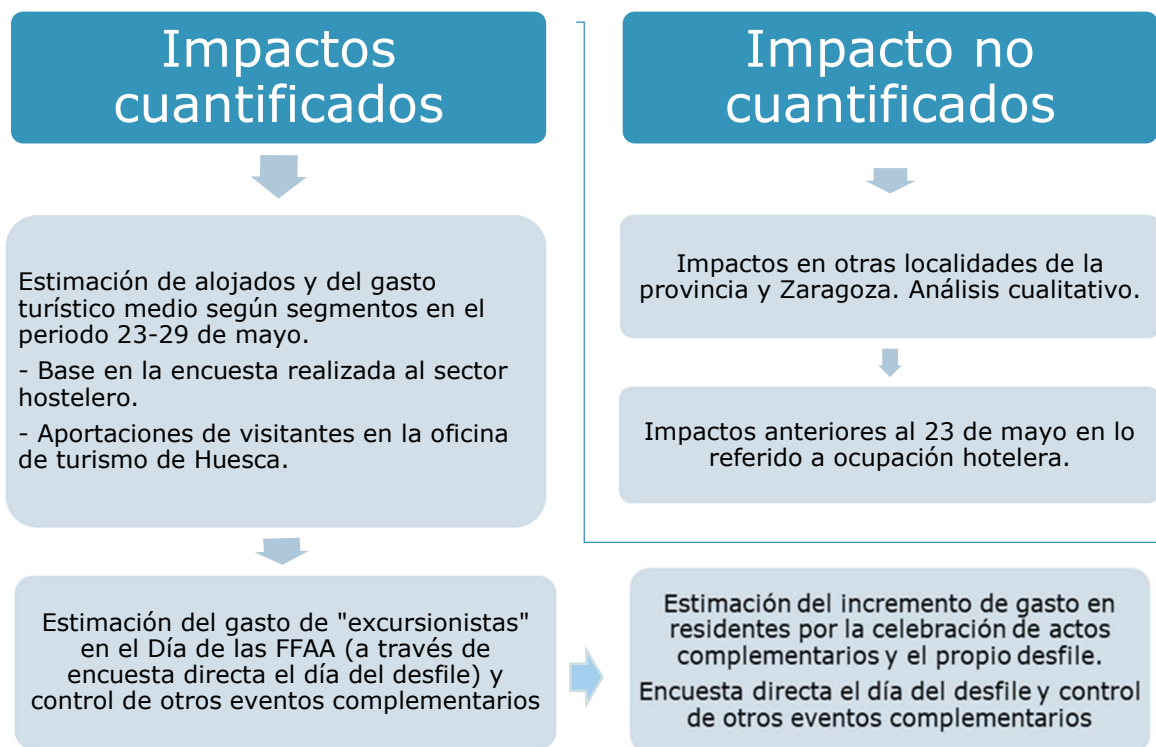 Impactos
cuantificados
Estimación de alojados y del gasto
turístico medio según segmentos en el
periodo 23-29 de mayo.
- Base en la encuesta realizada al sector
hostelero.
- Aportaciones de visitantes en la oficina
de turismo de Huesca.
Estimación del gasto de "excursionistas"
en el Día de las FFAA (a través de
encuesta directa el día del desfile) y
control de otros eventos complementarios
Estimación del incremento de gasto en
residentes por la celebración de actos
complementarios y el propio desfile.
Encuesta directa el día del desfile y control
de otros eventos complementarios
Impacto no
cuantificados
Impactos en otras localidades de la
provincia y Zaragoza. Análisis cualitativo.
Impactos anteriores al 23 de mayo en lo
referido a ocupación hotelera.